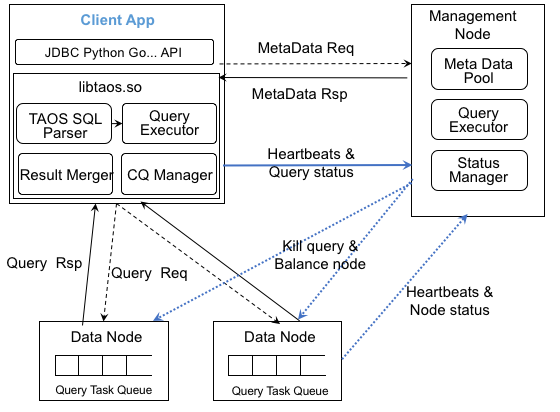 Client App
JDBC Python Go... API
libtaos.so
TAOS SQL
Parser
Query
Executor
Result Merger
CQ Manager
MetaData Req
MetaData Rsp
Heartbeats &
Query status
Management
Node
Meta Data
Pool
Query
Executor
Status
Manager
Query Rsp
Query Req
Kill query &
Balance node
Heartbeats &
Node status
Data Node
Query Task Queue
Data Node
Query Task Queue